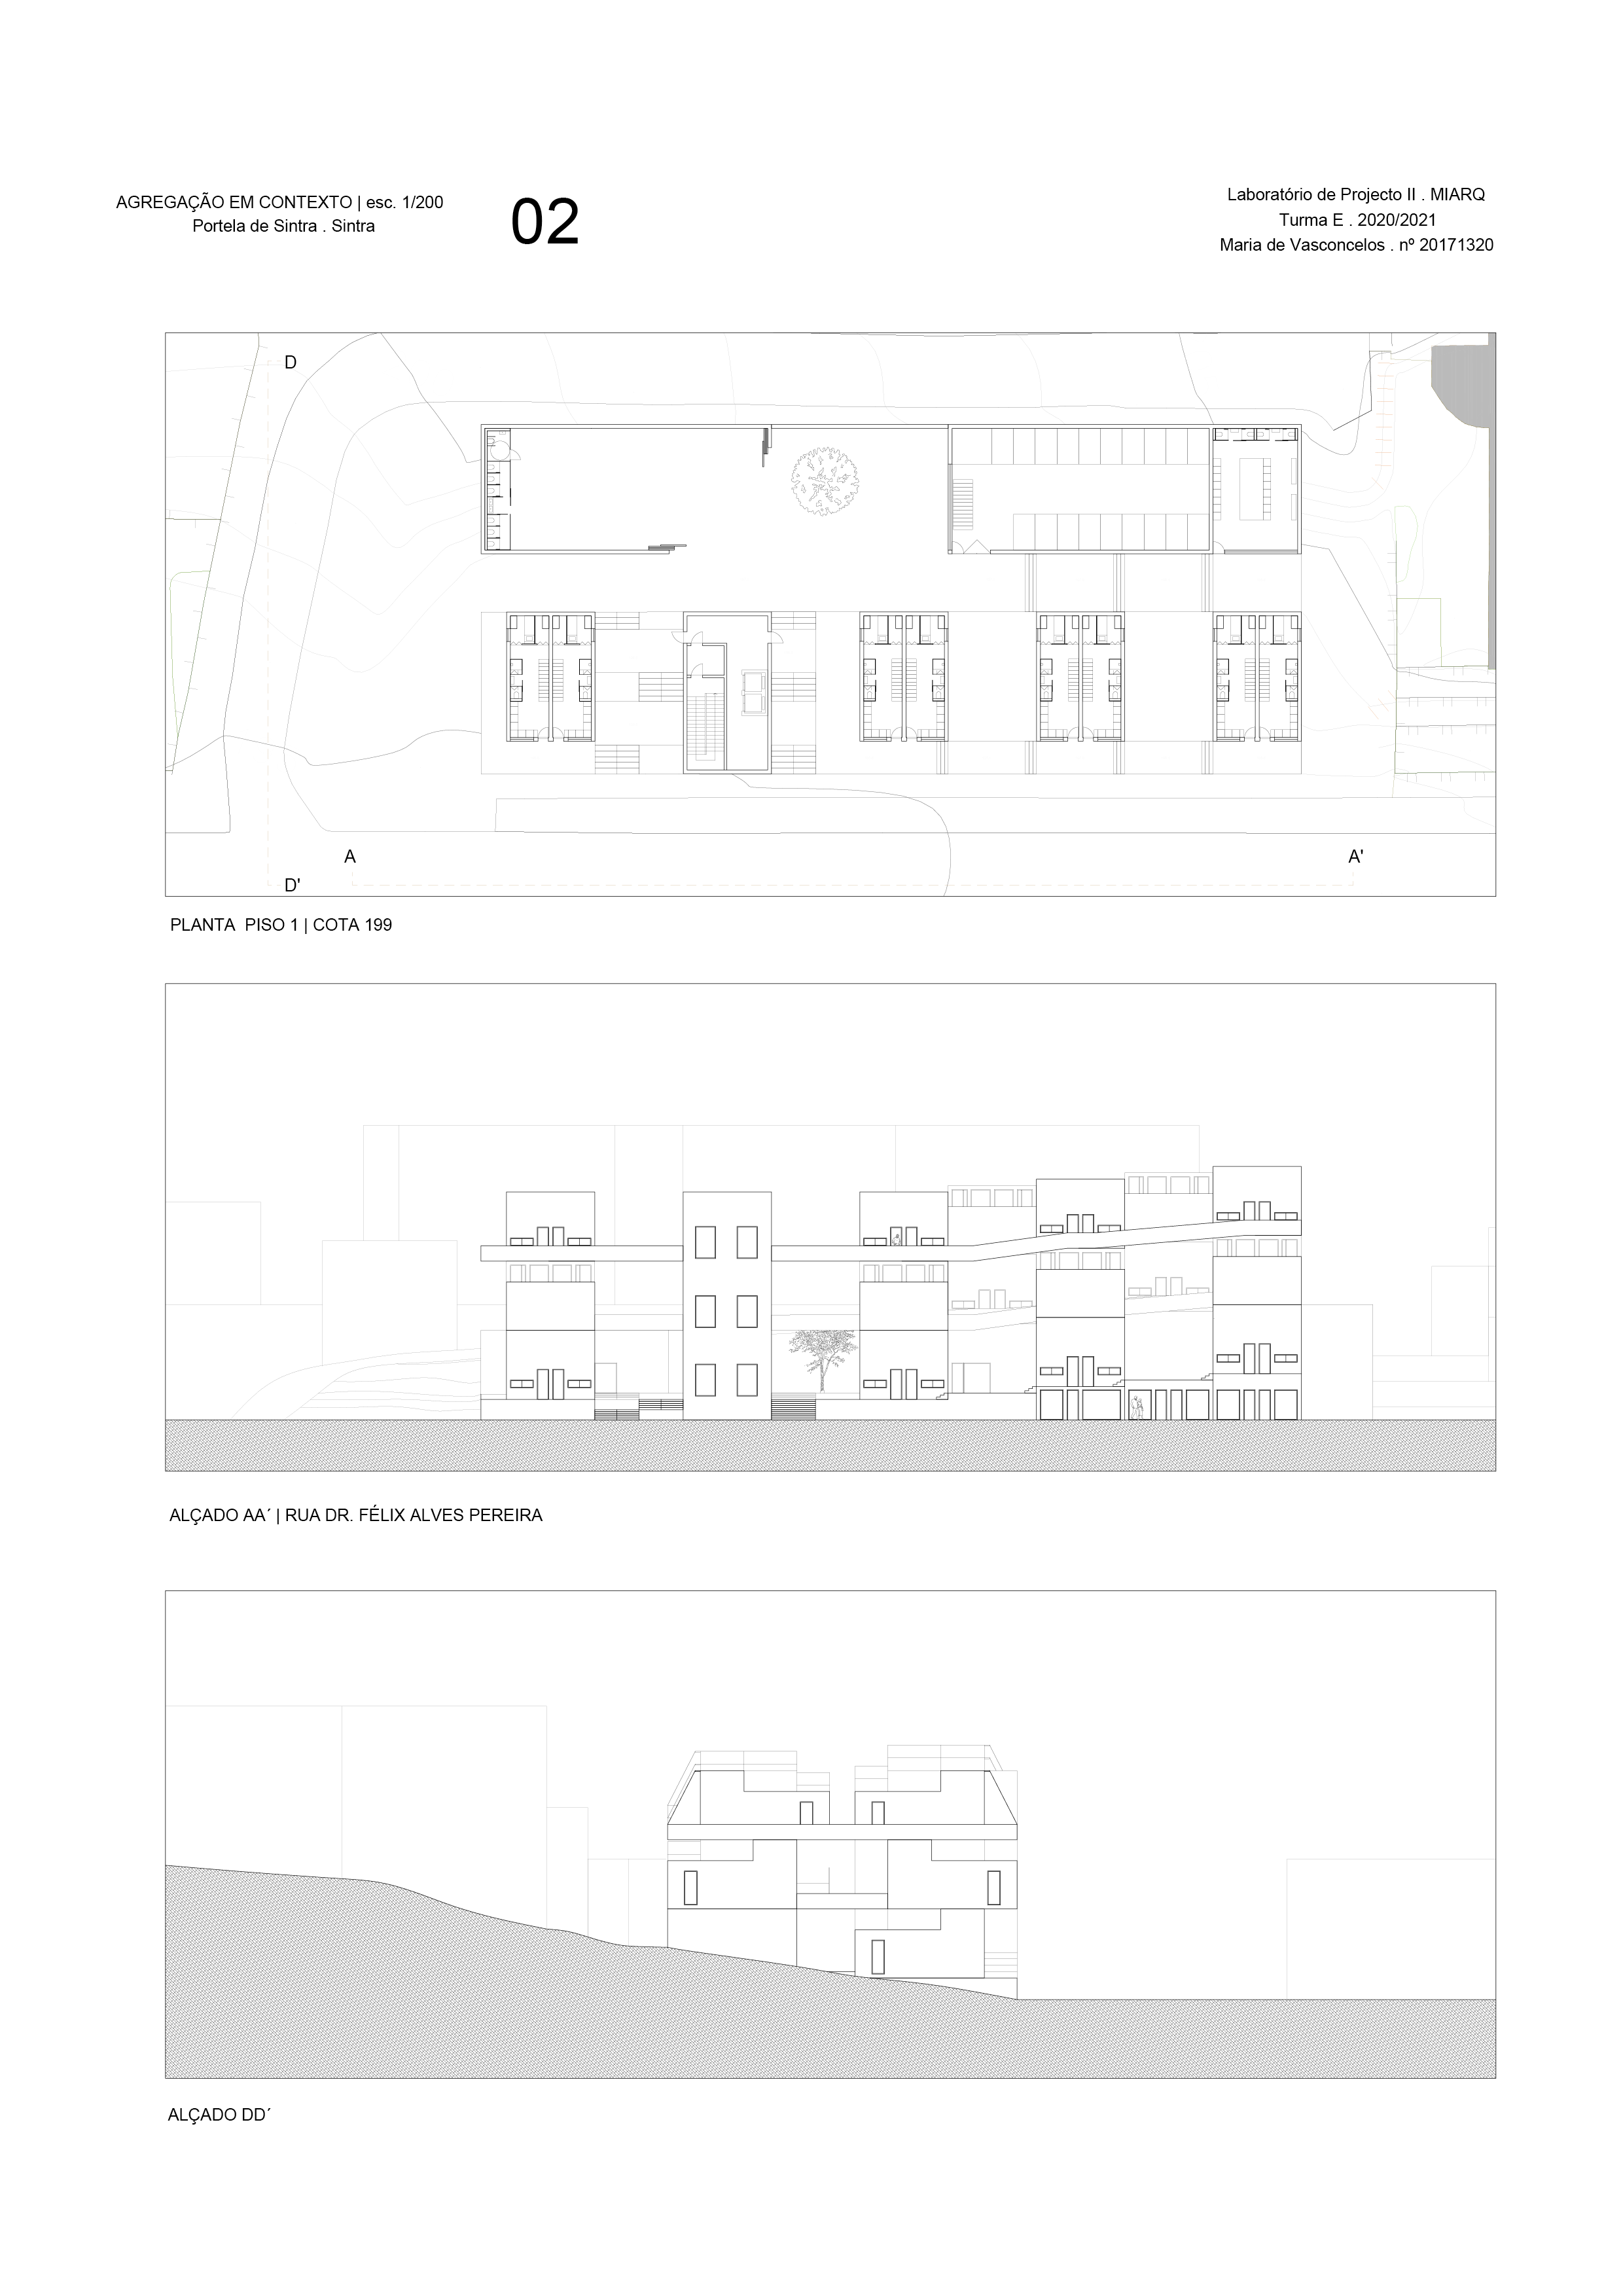 AGREGAÇÃO EM CONTEXTO | esc. 1/200
Portela de Sintra . Sintra
02
Laboratório de Projecto II . MIARQ
Turma E . 2020/2021
Maria de Vasconcelos . nº 20171320
D
A
A'
D'
PLANTA  PISO 1 | COTA 199
ALÇADO AA´ | RUA DR. FÉLIX ALVES PEREIRA
ALÇADO DD´